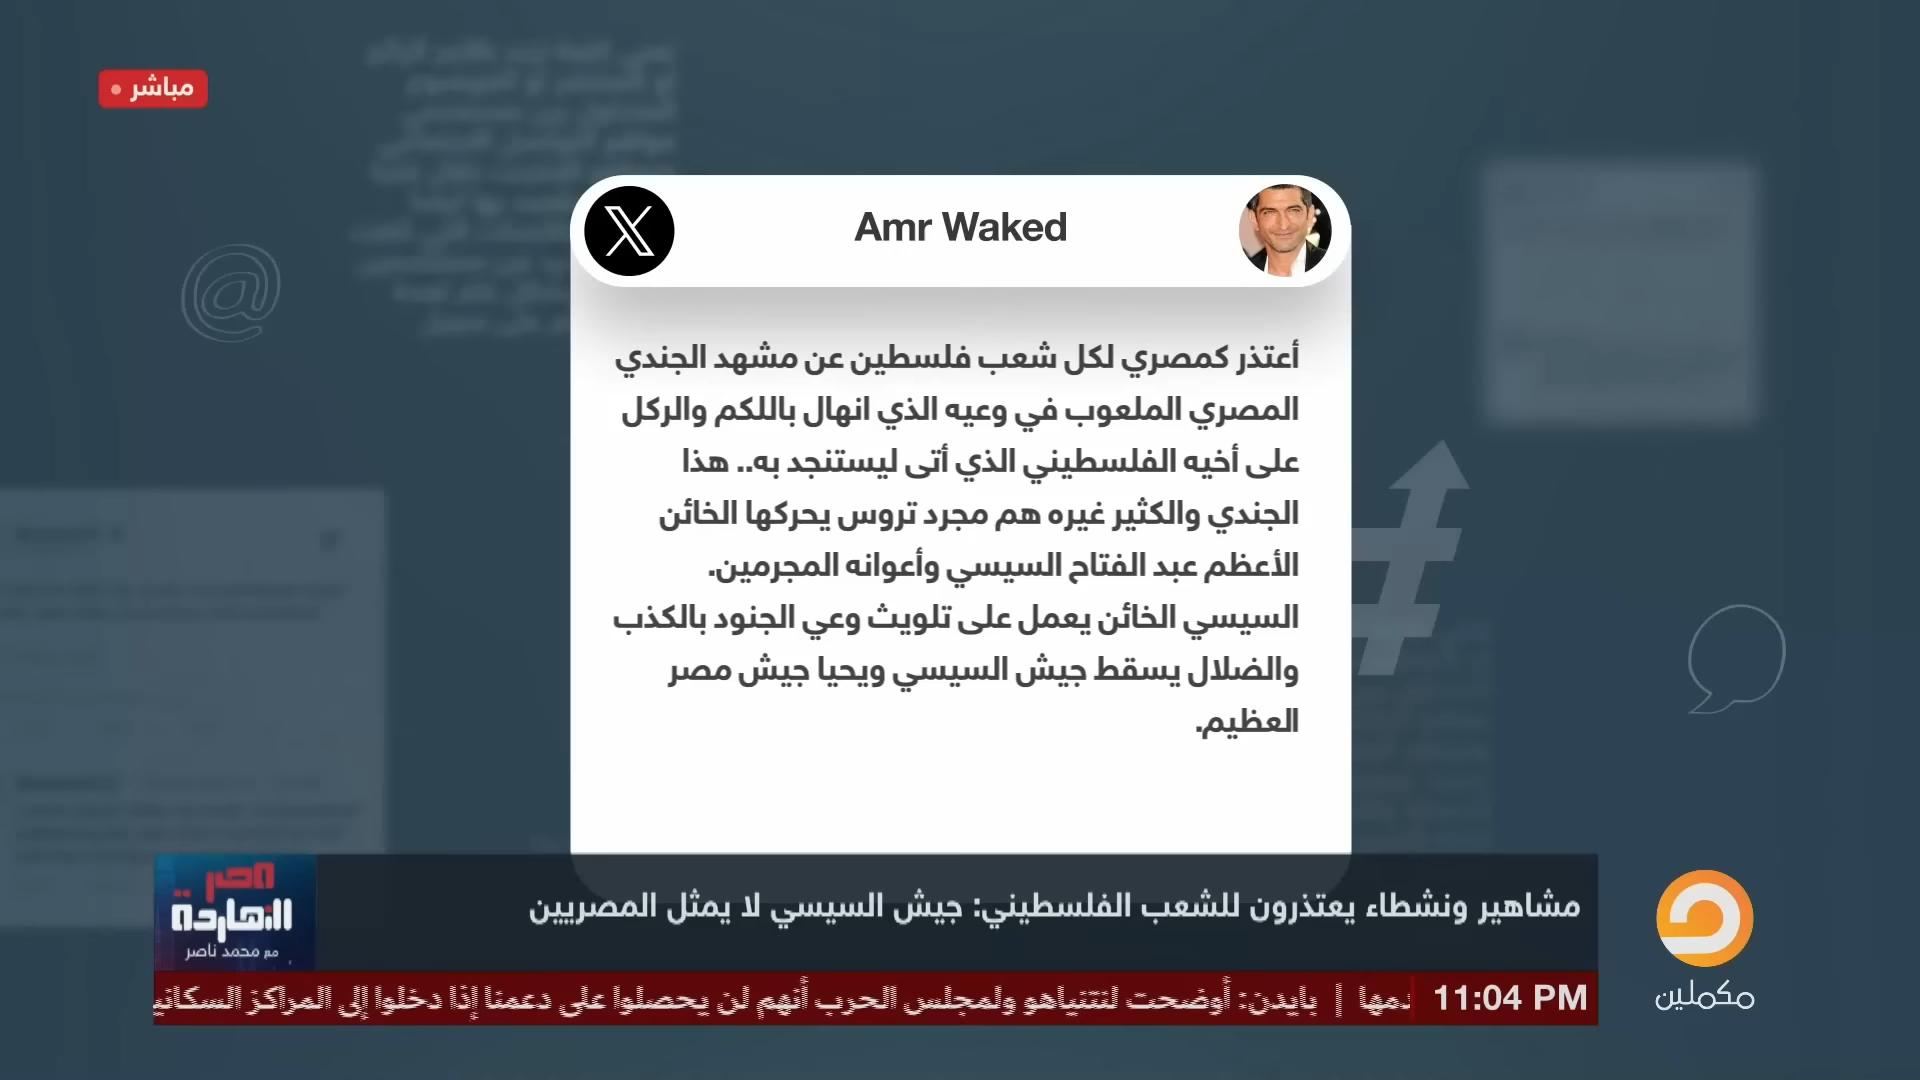 مباشر
Amr Waked
أعتذر كمصري لكل شعب فلسطين عن مشهد الجندي
المصري الملعوب في وعيه الذي انهال باللكم والركل
على أخيه الفلسطيني الذي أتى ليستنجد به.. هذا
الجندي والكثير غيره هم مجرد تروس يحركها الخائن
الأعظم عبد الفتاح السيسي وأعوانه المجرمين.
السيسي الخائن يعمل على تلويث وعي الجنود بالكذب
والضلال يسقط جيش السيسي ويحيا جيش مصر
العظيم.
مشاهير ونشطاء يعتذرون للشعب الفلسطيني: جيش السيسي لا يمثل المصريين
مصر
النهاردة
مع محمد ناصر
11:04 PM | بايدن: أوضحت لنتنياهو ولمجلس الحرب أنهم لن يحصلوا على دعمنا إذا دخلوا إلى المراكز
مكملين